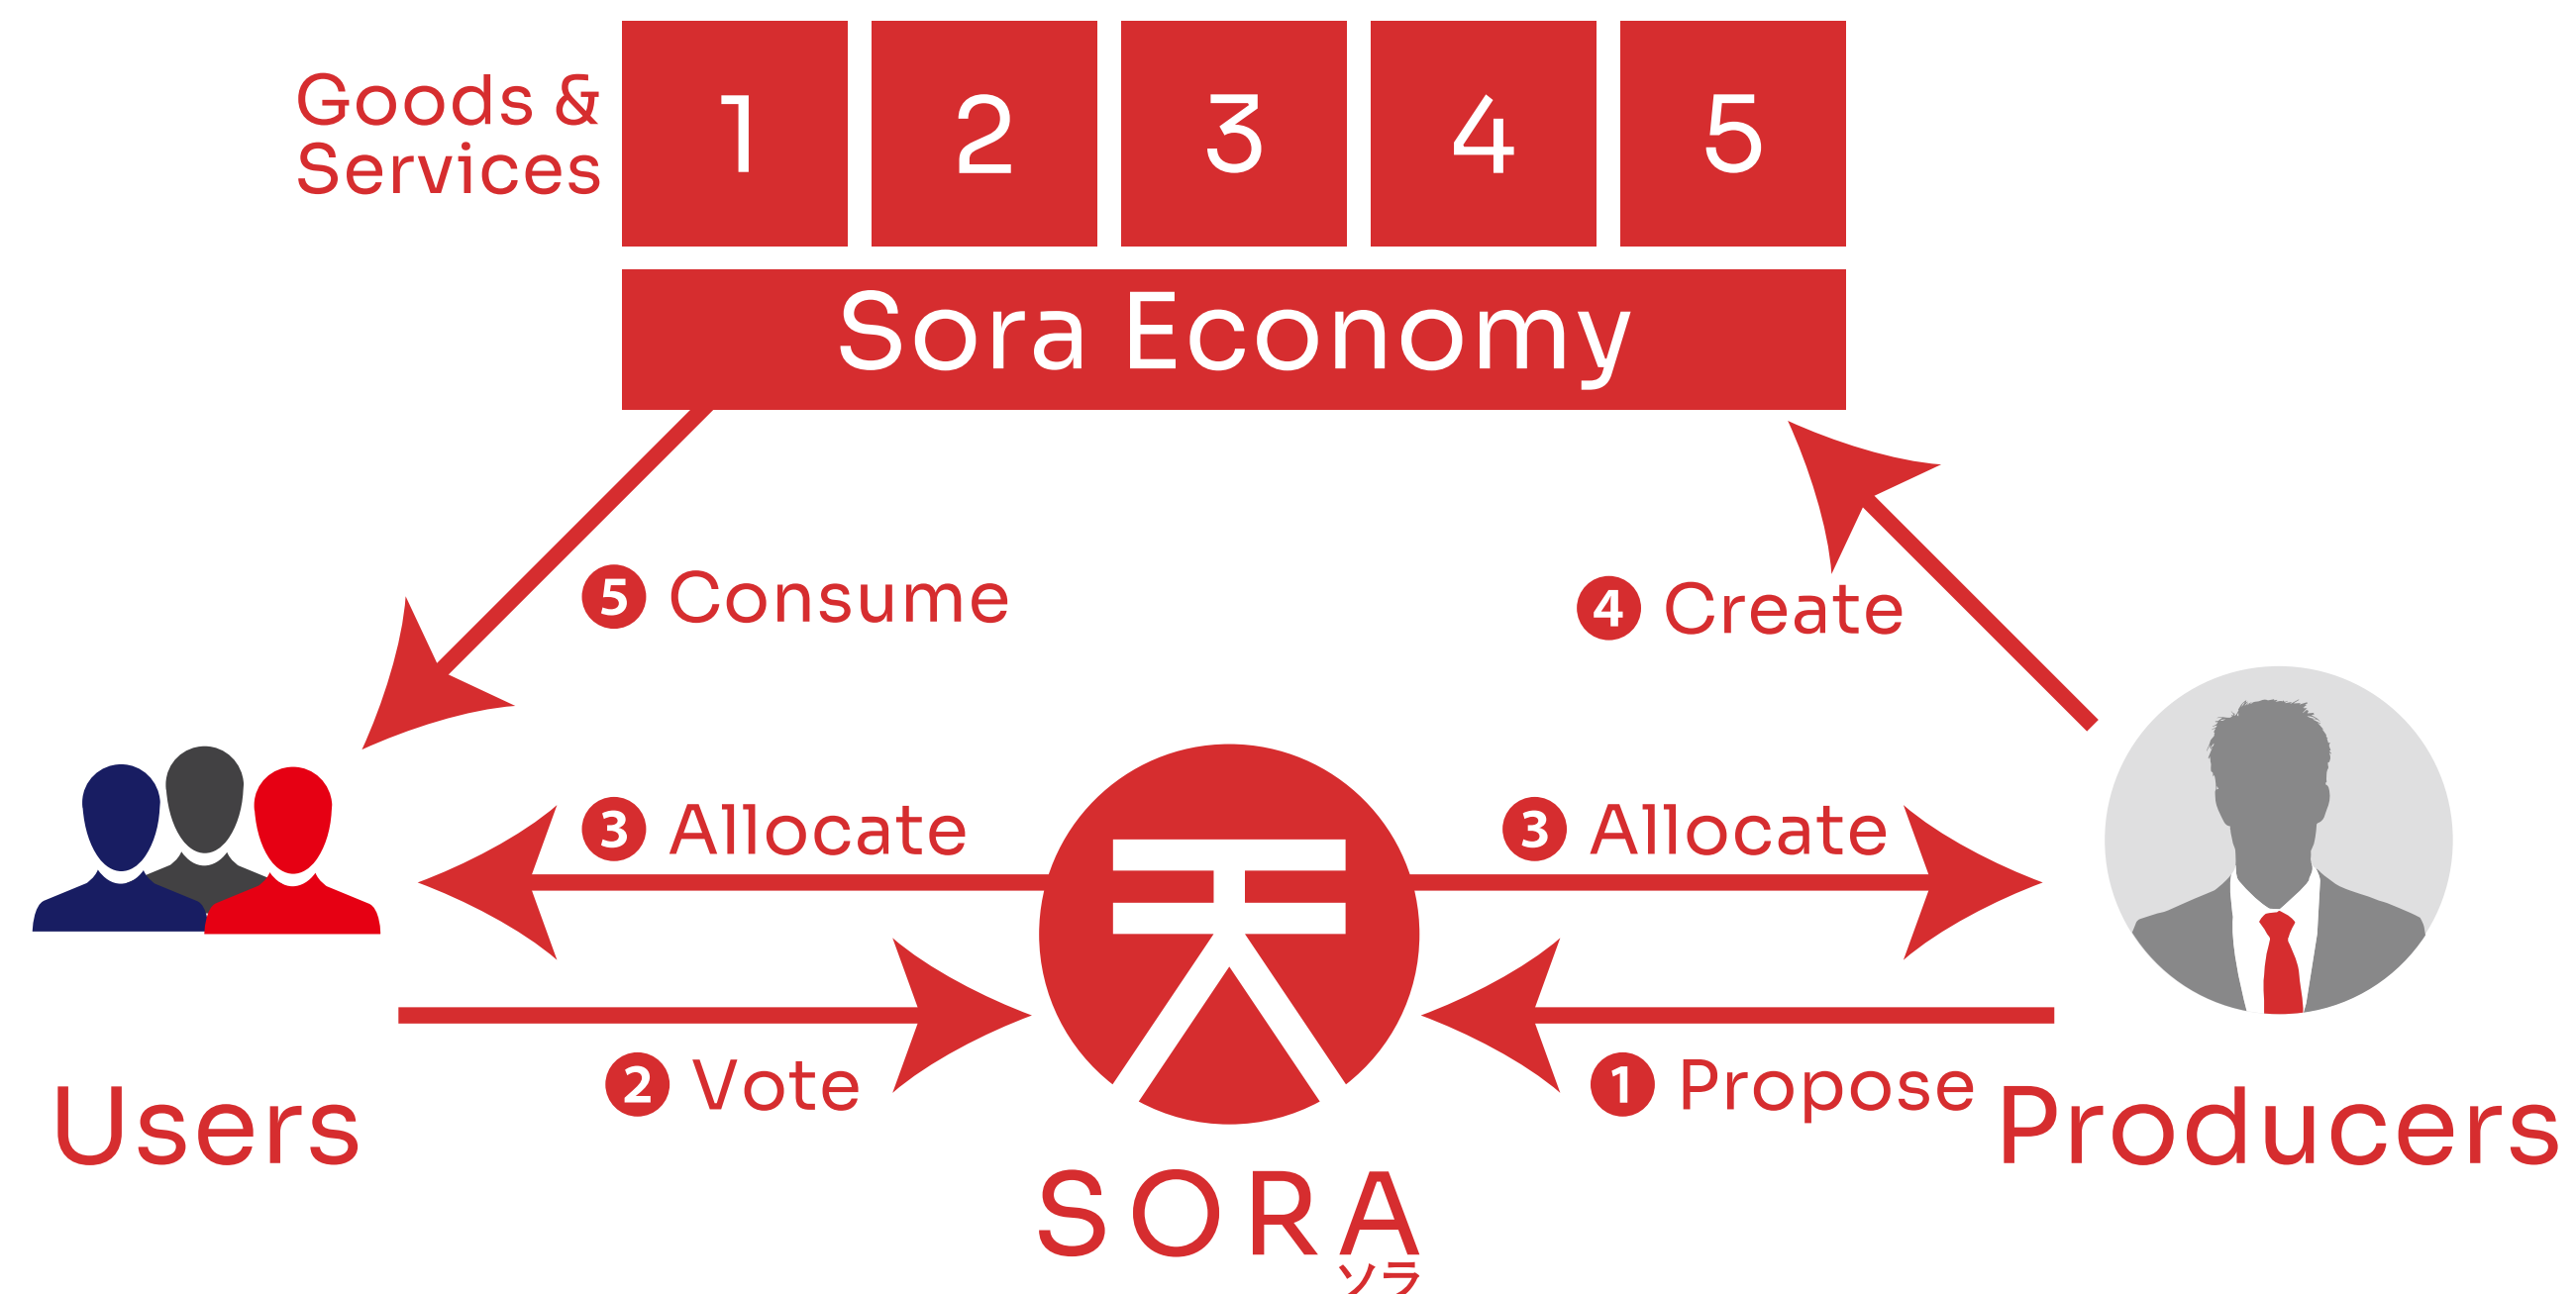 Goods &
Services
1 2 3 4 5
Sora Economy
5 Consume
4 Create
3 Allocate
3 Allocate
2 Vote
1 Propose
Users
Producers
SORA
ソラ